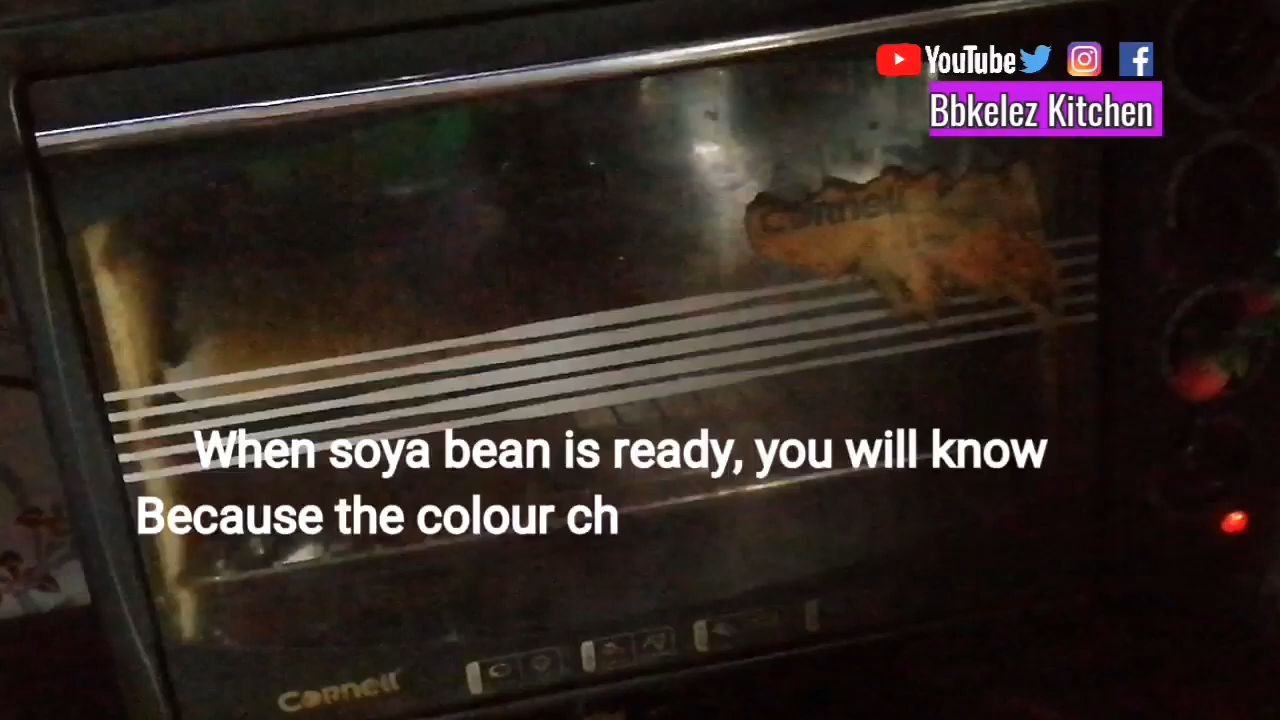 YouTube
Bbkelez Kitchen
Cornell
When soya bean is ready, you will know
Because the colour ch
Cornell